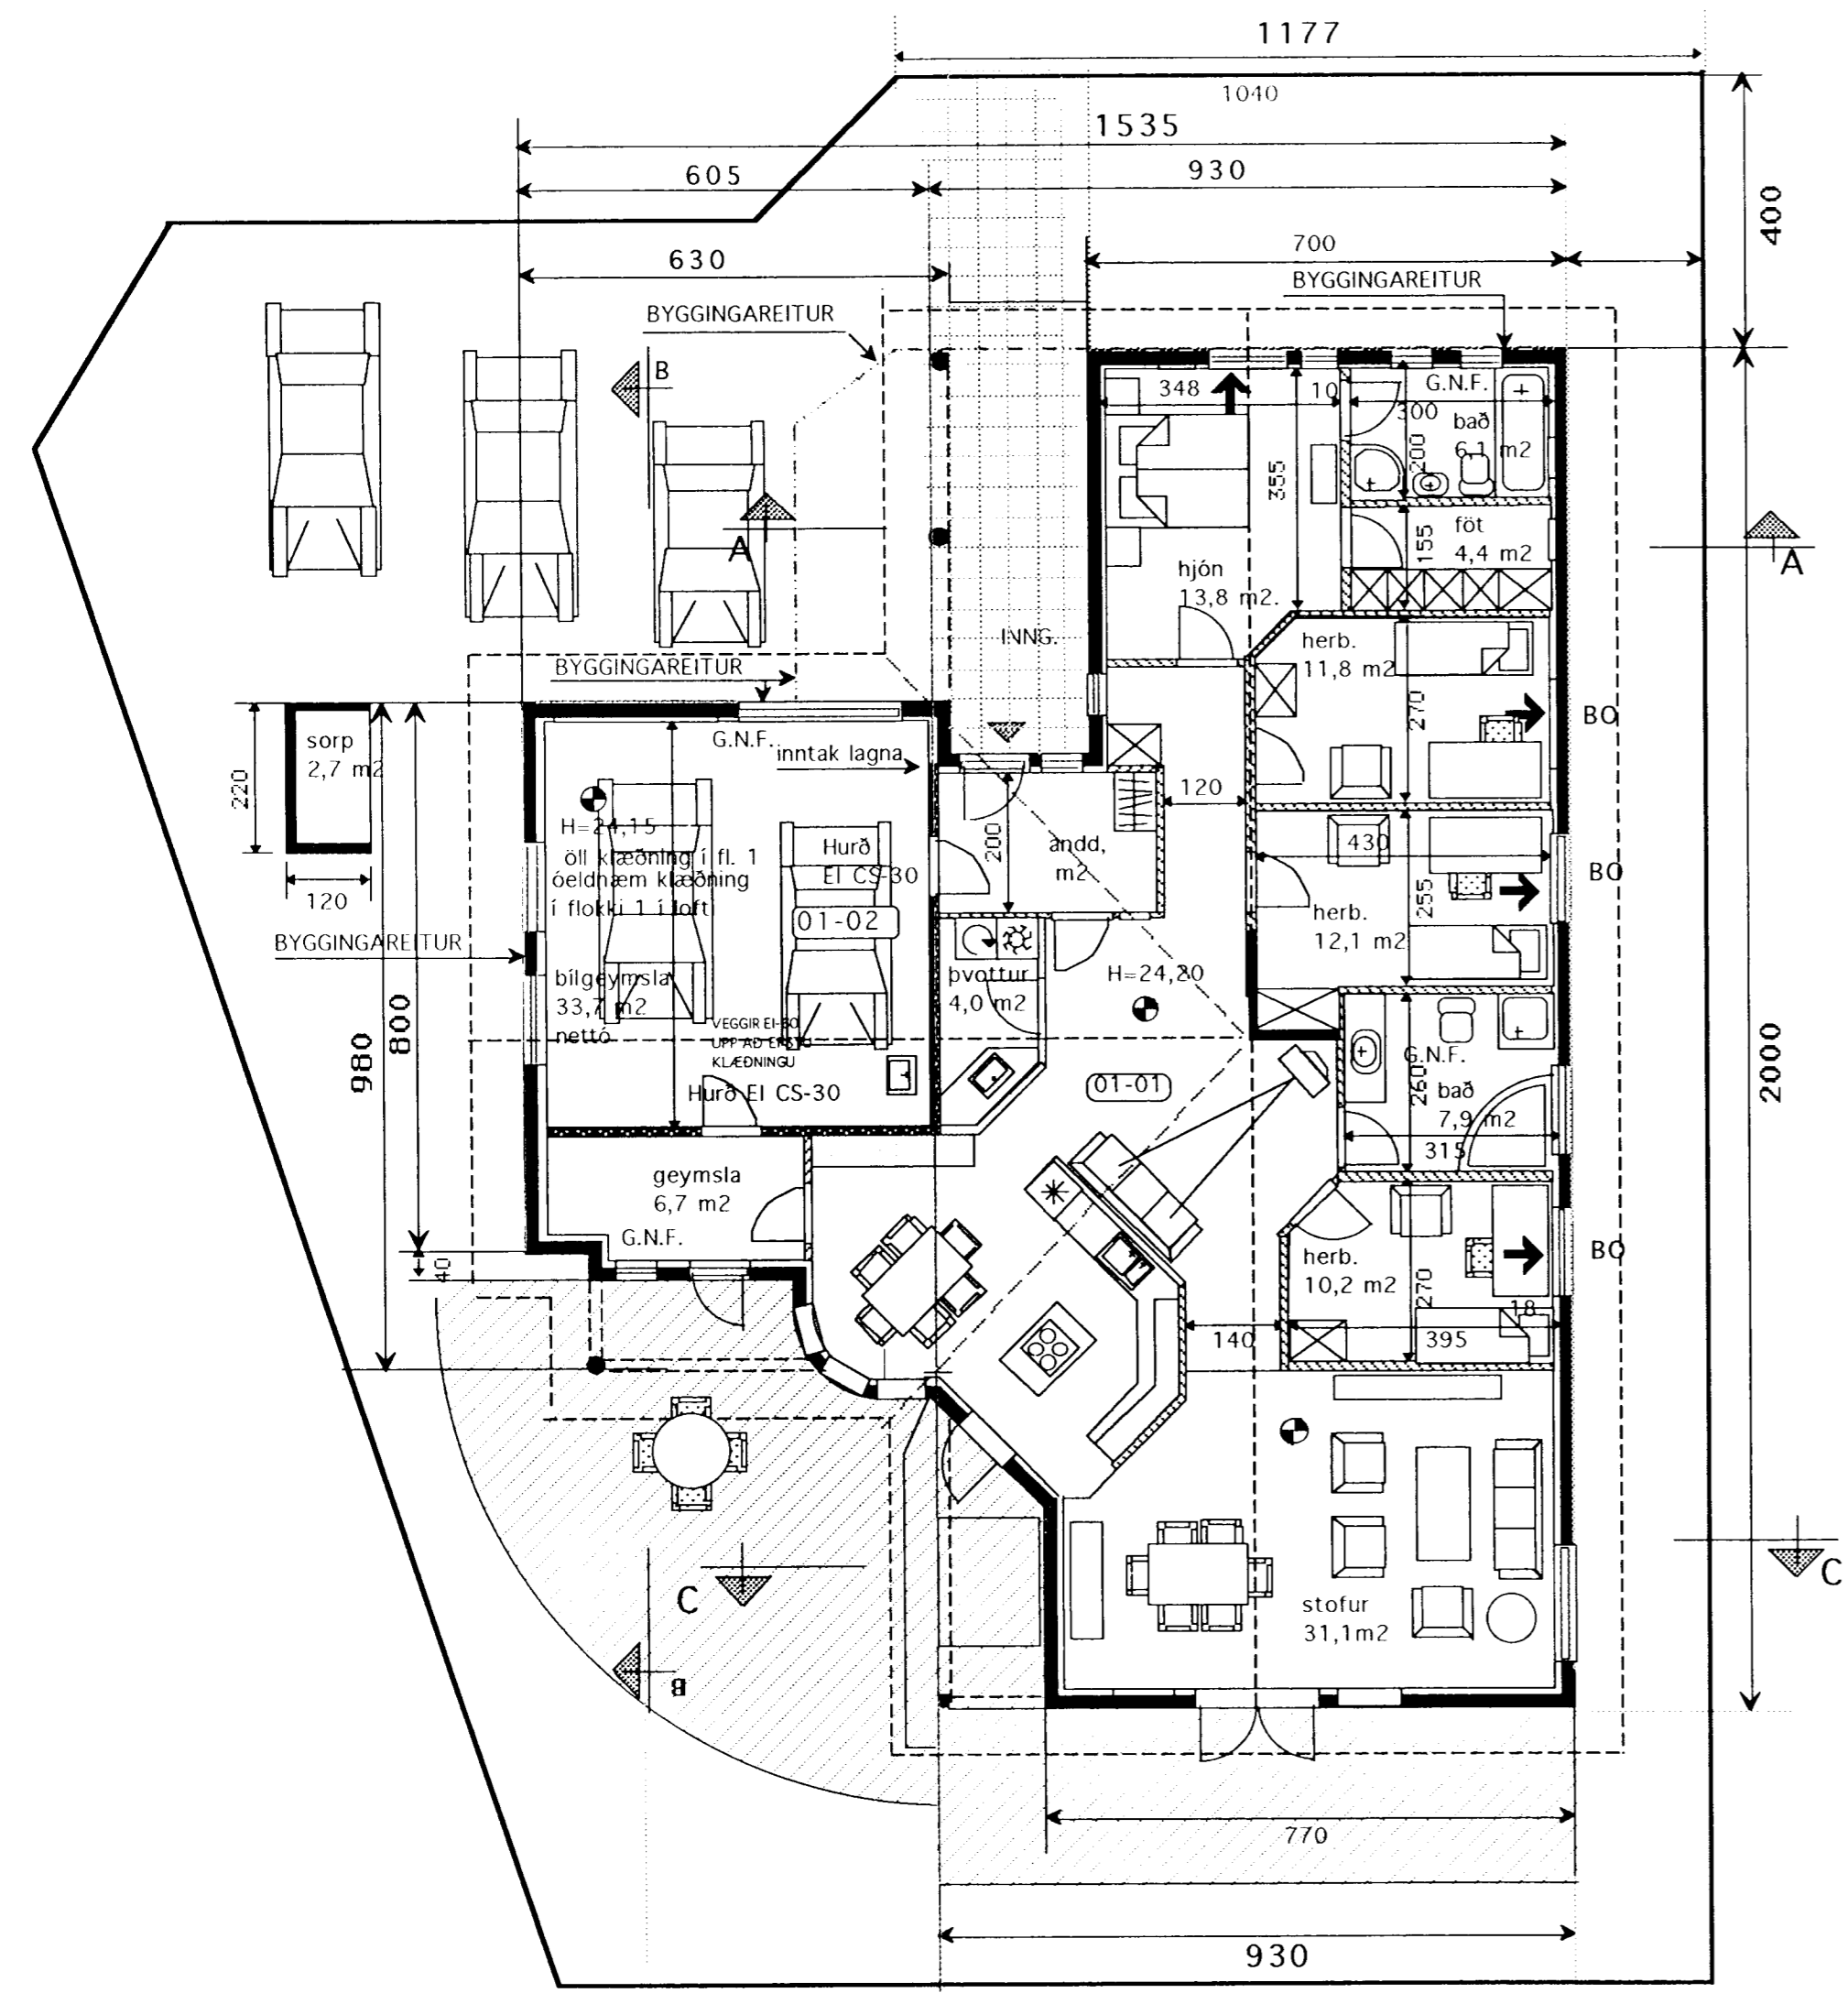 1177
1040
1535
605
930
400
630
700
BYGGINGAREITUR
BYGGINGAREITUR
B
348
10
G.N.F.
300
bað
6,1 m2
200
355
155
föt
4,4 m2
A
A
hjón
13,8 m2.
INNG.
herb.
11,8 m2
BYGGINGAREITUR
270
BO
sorp
2,7 m2
G.N.F.
inntak lagna
220
120
120
H=24,15
öll klæðning í fl. 1
óeldnæm klæðning
í flokki 1 í lofti
Hurð
EI CS-30
01-02
200
andd,
m2
430
255
BO
herb.
12,1 m2
BYGGINGAREITUR
bílgeymsla
33,7 m2
nettó
þvottur
4,0 m2
H=24,20
VEGGIR EI-60
UPP AÐ EFSTU
KLÆÐNINGU
Hurð EI CS-30
980
800
2000
01-01
G.N.F.
260
bað
7,9 m2
315
geymsla
6,7 m2
G.N.F.
40
herb.
10,2 m2
270
BO
18
140
395
C
C
stofur
31,1m2
B
770
930